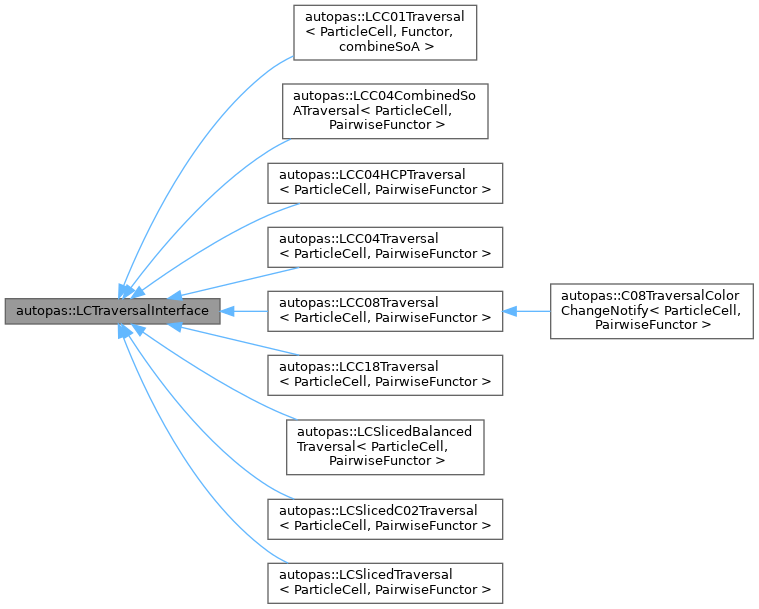 autopas::LCC01Traversal
< ParticleCell, Functor,
combineSoA >
autopas::LCC04CombinedSo
ATraversal< ParticleCell,
PairwiseFunctor >
autopas::LCC04HCPTraversal
< ParticleCell, PairwiseFunctor >
autopas::LCC04Traversal
< ParticleCell, PairwiseFunctor >
autopas::LCTraversalInterface
autopas::LCC08Traversal
< ParticleCell, PairwiseFunctor >
autopas::C08TraversalColor
ChangeNotify< ParticleCell,
PairwiseFunctor >
autopas::LCC18Traversal
< ParticleCell, PairwiseFunctor >
autopas::LCSlicedBalanced
Traversal< ParticleCell,
PairwiseFunctor >
autopas::LCSlicedC02Traversal
< ParticleCell, PairwiseFunctor >
autopas::LCSlicedTraversal
< ParticleCell, PairwiseFunctor >